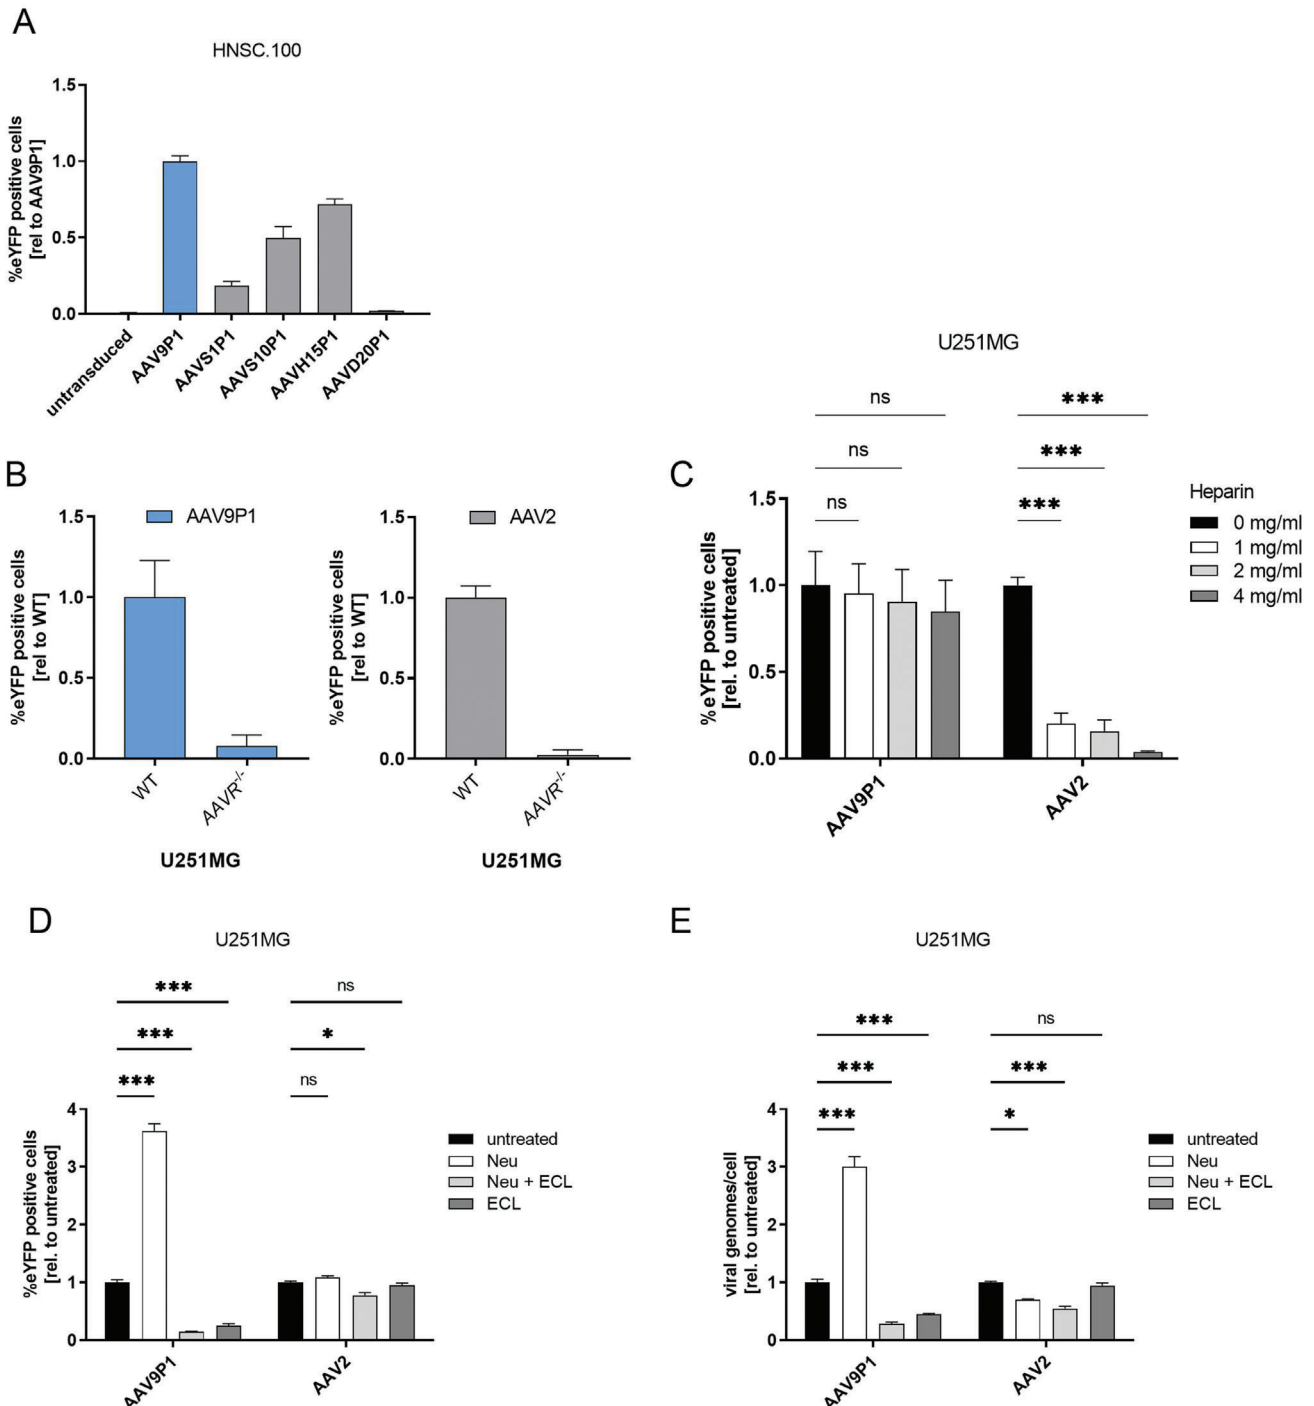 A
HNSC.100
%eYFP positive cells
[rel to AAV9P1]
1.5
1.0
0.5
0.0
untransduced
AAV9P1
AAVS1P1
AAVS10P1
AAVH15P1
AAVD20P1
B
%eYFP positive cells
[rel to WT]
1.5
1.0
0.5
0.0
AAV9P1
WT
AAVR-/-
U251MG
%eYFP positive cells
[rel to WT]
1.5
1.0
0.5
0.0
AAV2
WT
AAVR-/-
U251MG
C
U251MG
ns
***
ns
***
ns
***
%eYFP positive cells
[rel. to untreated]
1.5
1.0
0.5
0.0
AAV9P1
AAV2
Heparin
0 mg/ml
1 mg/ml
2 mg/ml
4 mg/ml
D
U251MG
***
ns
***
*
***
ns
%eYFP positive cells
[rel. to untreated]
4
3
2
1
0
AAV9P1
AAV2
untreated
Neu
Neu + ECL
ECL
E
U251MG
***
ns
***
***
***
*
viral genomes/cell
[rel. to untreated]
4
3
2
1
0
AAV9P1
AAV2
untreated
Neu
Neu + ECL
ECL